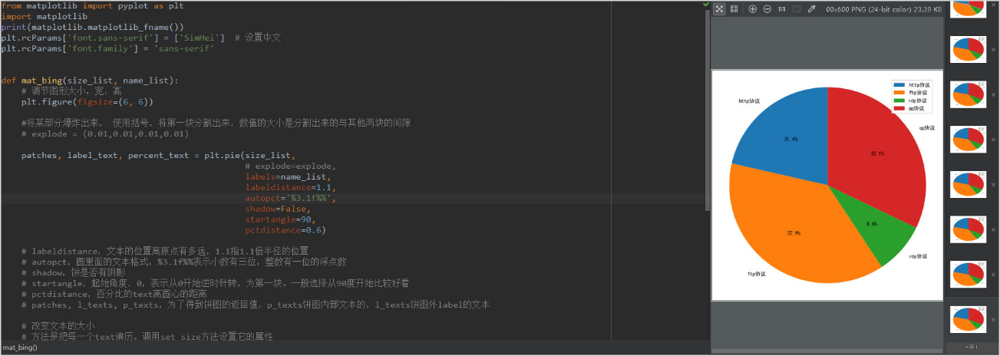 from matplotlib import pyplot as plt
import matplotlib
print(matplotlib.matplotlib_fname())
plt.rcParams['font.sans-serif'] = ['SimHei']  # 设置中文
plt.rcParams['font.family'] = 'sans-serif'
def mat_bing(size_list, name_list):
# 调节图形大小，宽，高
plt.figure(figsize=(6, 6))
#将某部分爆炸出来， 使用括号，将第一块分割出来，数值的大小是分割出来的与其他两块的间隙
# explode = (0.01,0.01,0.01,0.01)
patches, label_text, percent_text = plt.pie(size_list,
# explode=explode,
labels=name_list,
labeldistance=1.1,
autopct='%3.1f%%',
shadow=False,
startangle=90,
pctdistance=0.6)
# labeldistance，文本的位置离原点有多远，1.1指1.1倍半径的位置
# autopct，圆里面的文本格式，%3.1f%%表示小数有三位，整数有一位的浮点数
# shadow，饼是否有阴影
# startangle，起始角度，0，表示从0开始逆时针转，为第一块。一般选择从90度开始比较好看
# pctdistance，百分比的text离圆心的距离
# patches, l_texts, p_texts，为了得到饼图的返回值，p_texts饼图内部文本的，l_texts饼图外label的文本
# 改变文本的大小
# 方法是把每一个text遍历。调用set_size方法设置它的属性
mat_bing()
1:1
00x600 PNG (24-bit color) 23.39 KB
http协议
ftp协议
rdp协议
qq协议
http协议
qq协议
21.4%
32.1%
8.6%
37.9%
rdp协议
ftp协议